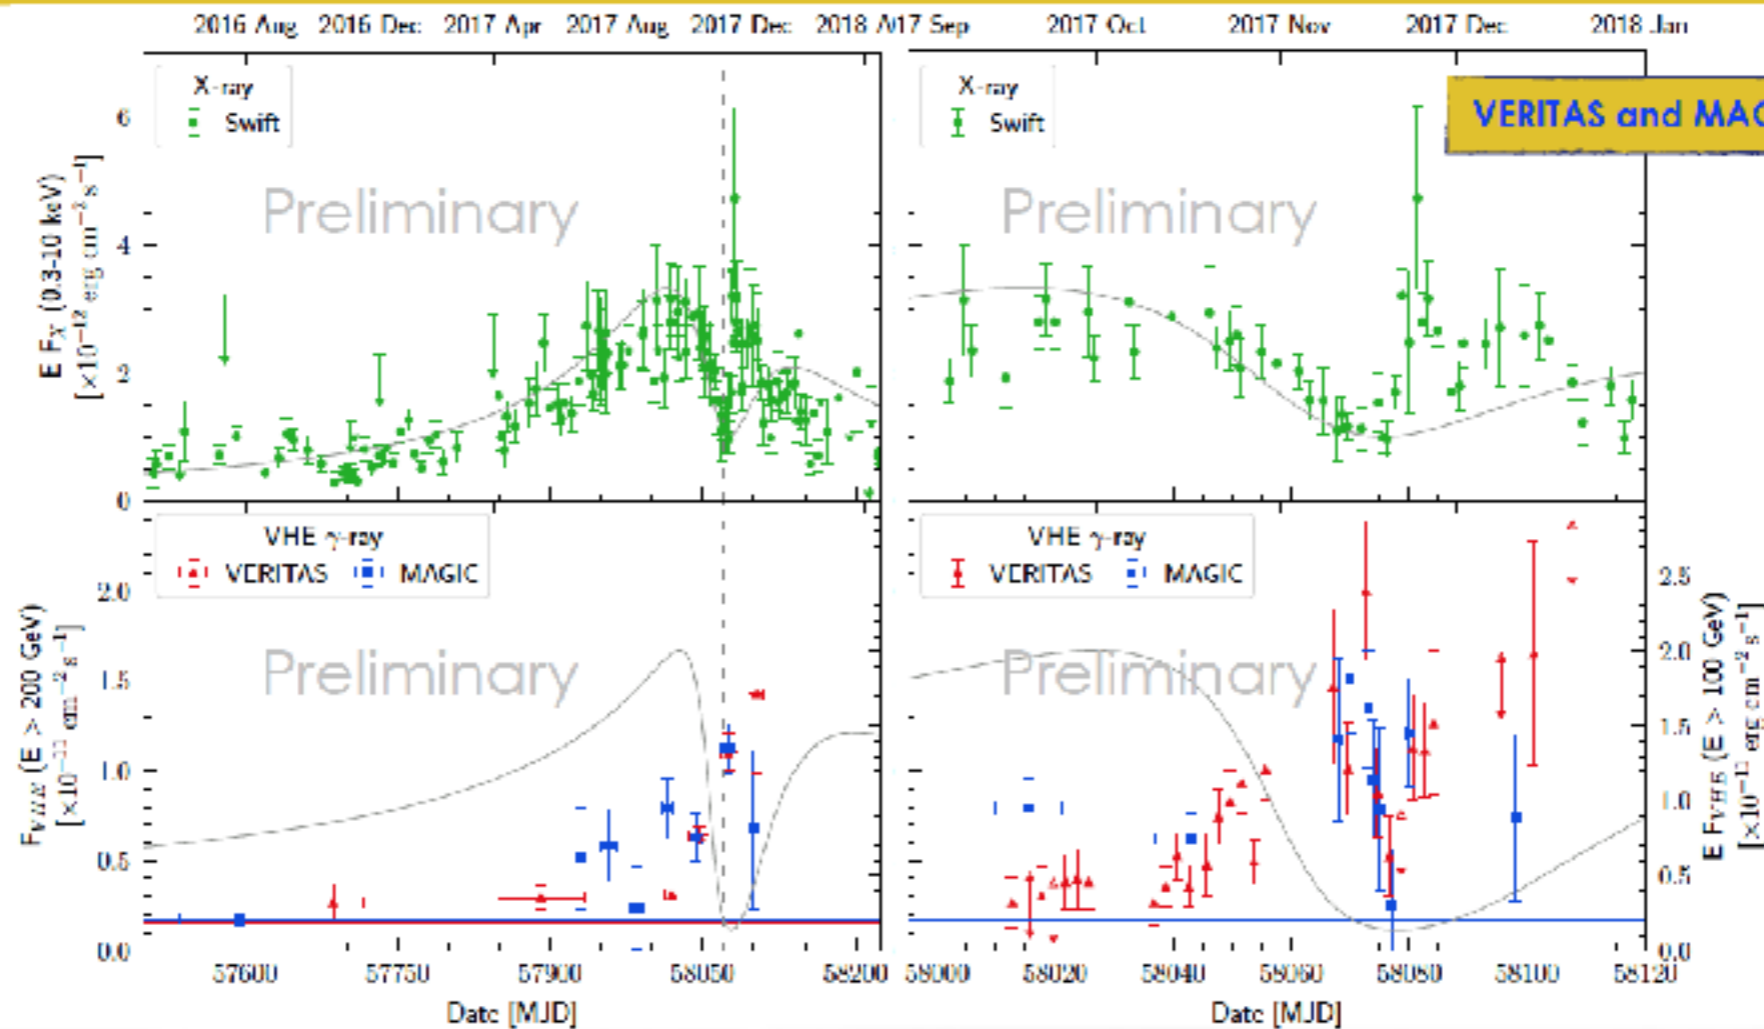 2016 Aug 2016 Dec 2017 Apr 2017 Aug 2017 Dec 2018 A
17 Sep 2017 Oct 2017 Nov 2017 Dec 2018 Jan
X-ray
Swift
X-ray
Swift
VERITAS and MAG
Preliminary
Preliminary
E F_X (0.3-10 keV)
[×10⁻¹² erg cm⁻² s⁻¹]
6
4
2
0
VHE γ-ray
VERITAS MAGIC
VHE γ-ray
VERITAS MAGIC
Preliminary
Preliminary
F_VHE (E > 200 GeV)
[×10⁻¹¹ cm⁻² s⁻¹]
2.0
1.5
1.0
0.5
0.0
2.5
2.0
1.5
1.0
0.5
0.0
E F_VHE (E > 100 GeV)
[×10⁻¹¹ erg cm⁻² s⁻¹]
57600 57750 57900 58050 58200
58000 58020 58040 58060 58080 58100 58120
Date [MJD]
Date [MJD]